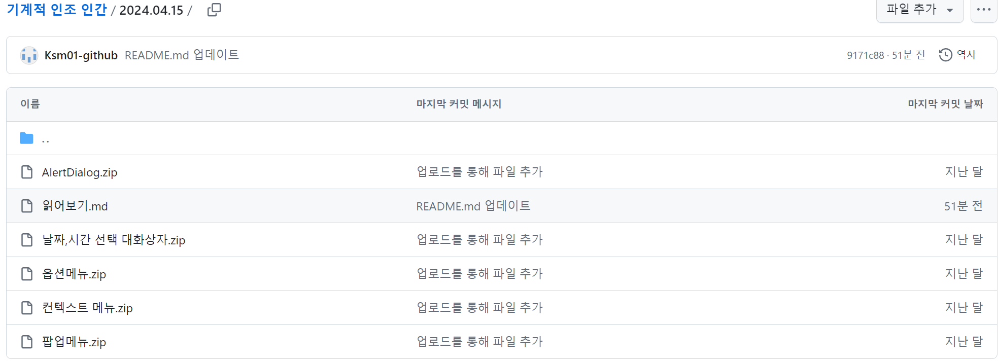 기계적 인조 인간 / 2024.04.15 /
파일 추가
Ksm01-github README.md 업데이트
9171c88 · 51분 전 역사
이름 마지막 커밋 메시지 마지막 커밋 날짜
..
AlertDialog.zip 업로드를 통해 파일 추가 지난 달
읽어보기.md README.md 업데이트 51분 전
날짜,시간 선택 대화상자.zip 업로드를 통해 파일 추가 지난 달
옵션메뉴.zip 업로드를 통해 파일 추가 지난 달
컨텍스트 메뉴.zip 업로드를 통해 파일 추가 지난 달
팝업메뉴.zip 업로드를 통해 파일 추가 지난 달